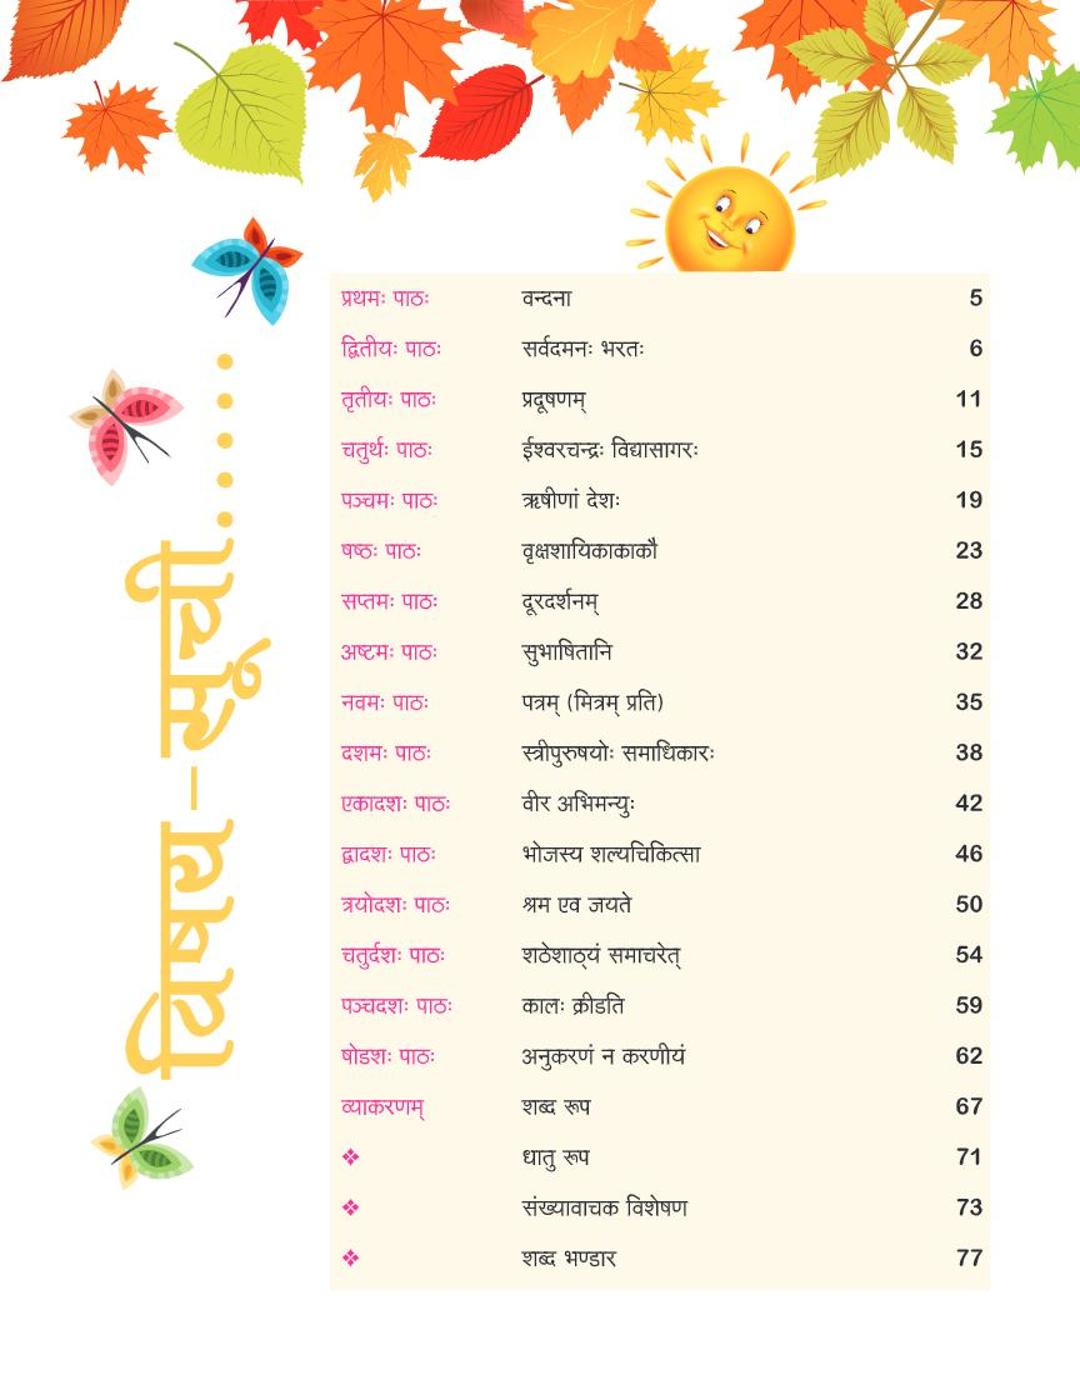 विषय-सूची......
प्रथमः पाठः वन्दना 5
द्वितीयः पाठः सर्वदमनः भरतः 6
तृतीयः पाठः प्रदूषणम् 11
चतुर्थः पाठः ईश्वरचन्द्रः विद्यासागरः 15
पञ्चमः पाठः ऋषीणां देशः 19
षष्ठः पाठः वृक्षशायिकाकाकौ 23
सप्तमः पाठः दूरदर्शनम् 28
अष्टमः पाठः सुभाषितानि 32
नवमः पाठः पत्रम् (मित्रम् प्रति) 35
दशमः पाठः स्त्रीपुरुषयोः समाधिकारः 38
एकादशः पाठः वीर अभिमन्युः 42
द्वादशः पाठः भोजस्य शल्यचिकित्सा 46
त्रयोदशः पाठः श्रम एव जयते 50
चतुर्दशः पाठः शठेशाठ्यं समाचरेत् 54
पञ्चदशः पाठः कालः क्रीडति 59
षोडशः पाठः अनुकरणं न करणीयं 62
व्याकरणम् शब्द रूप 67
❖ धातु रूप 71
❖ संख्यावाचक विशेषण 73
❖ शब्द भण्डार 77